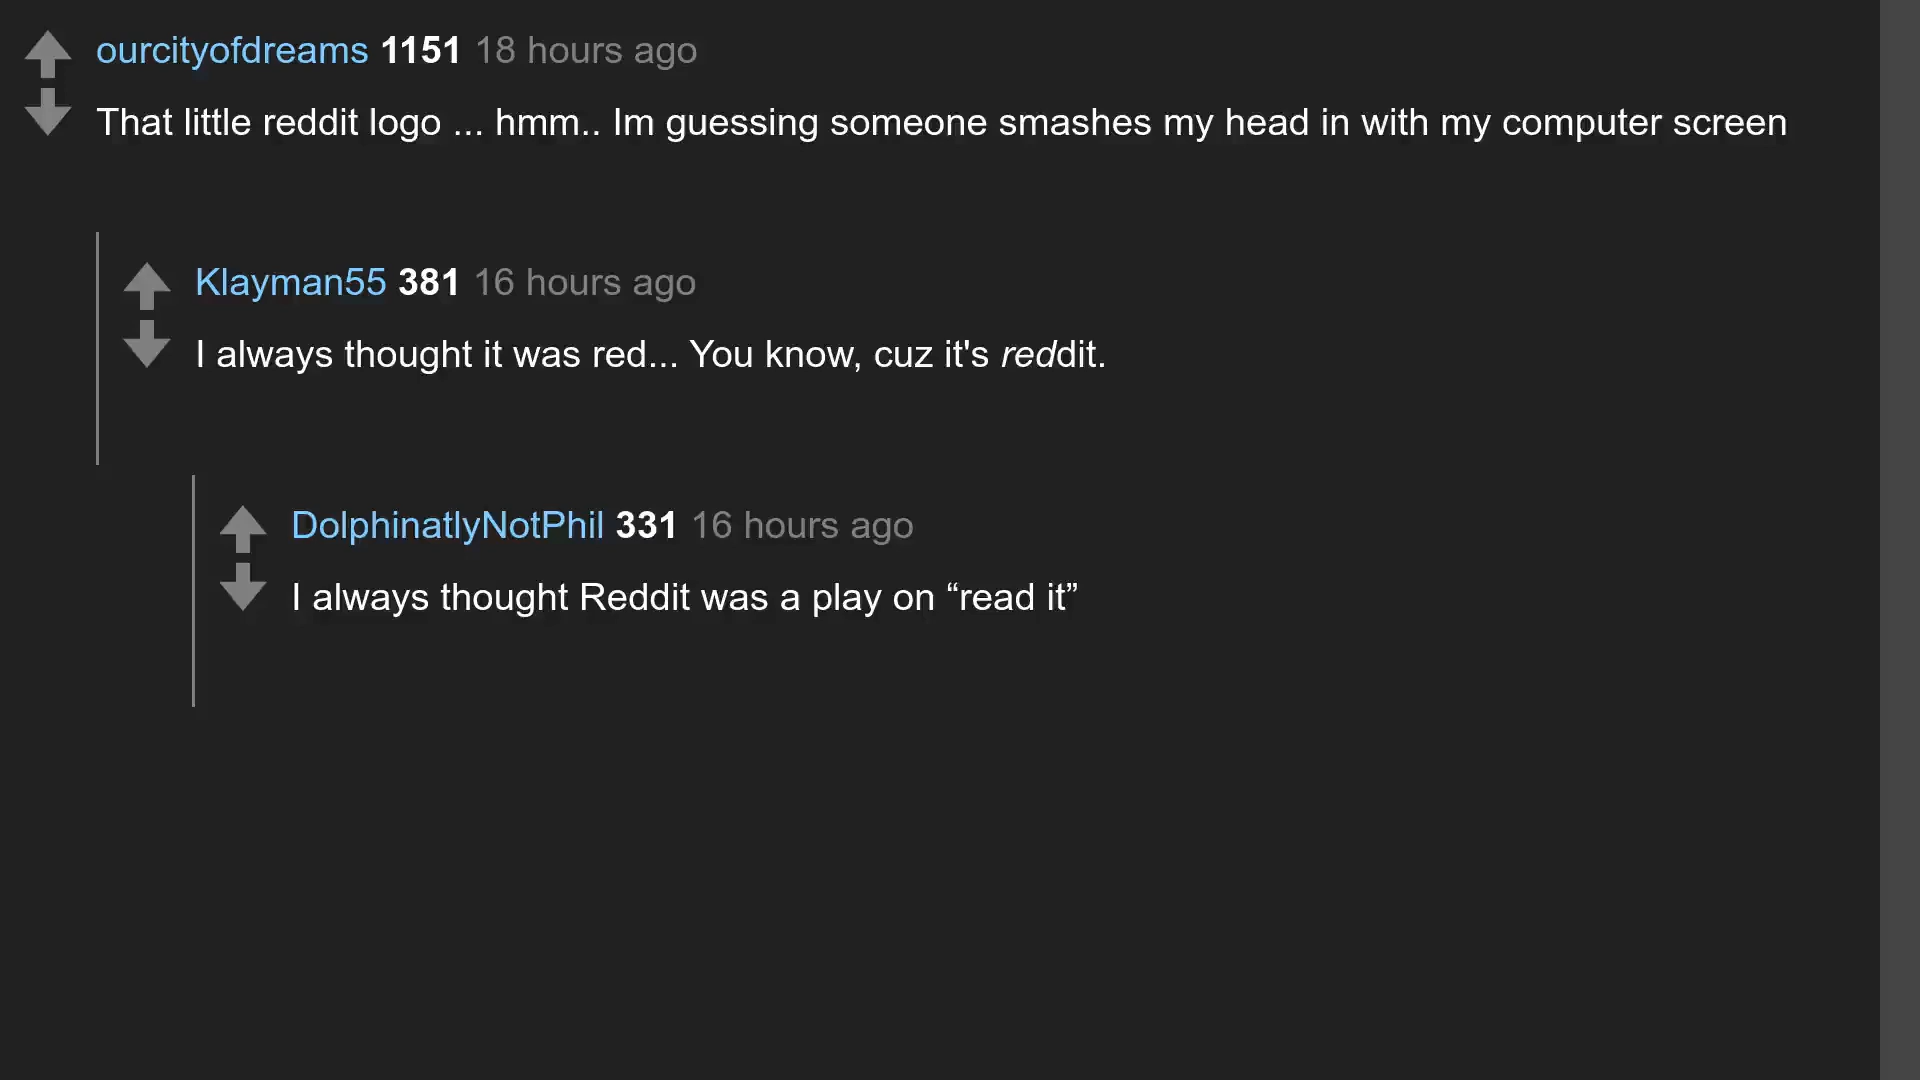 ourcityofdreams 1151 18 hours ago
That little reddit logo ... hmm.. Im guessing someone smashes my head in with my computer screen
Klayman55 381 16 hours ago
I always thought it was red... You know, cuz it's reddit.
DolphinatlyNotPhil 331 16 hours ago
I always thought Reddit was a play on “read it”